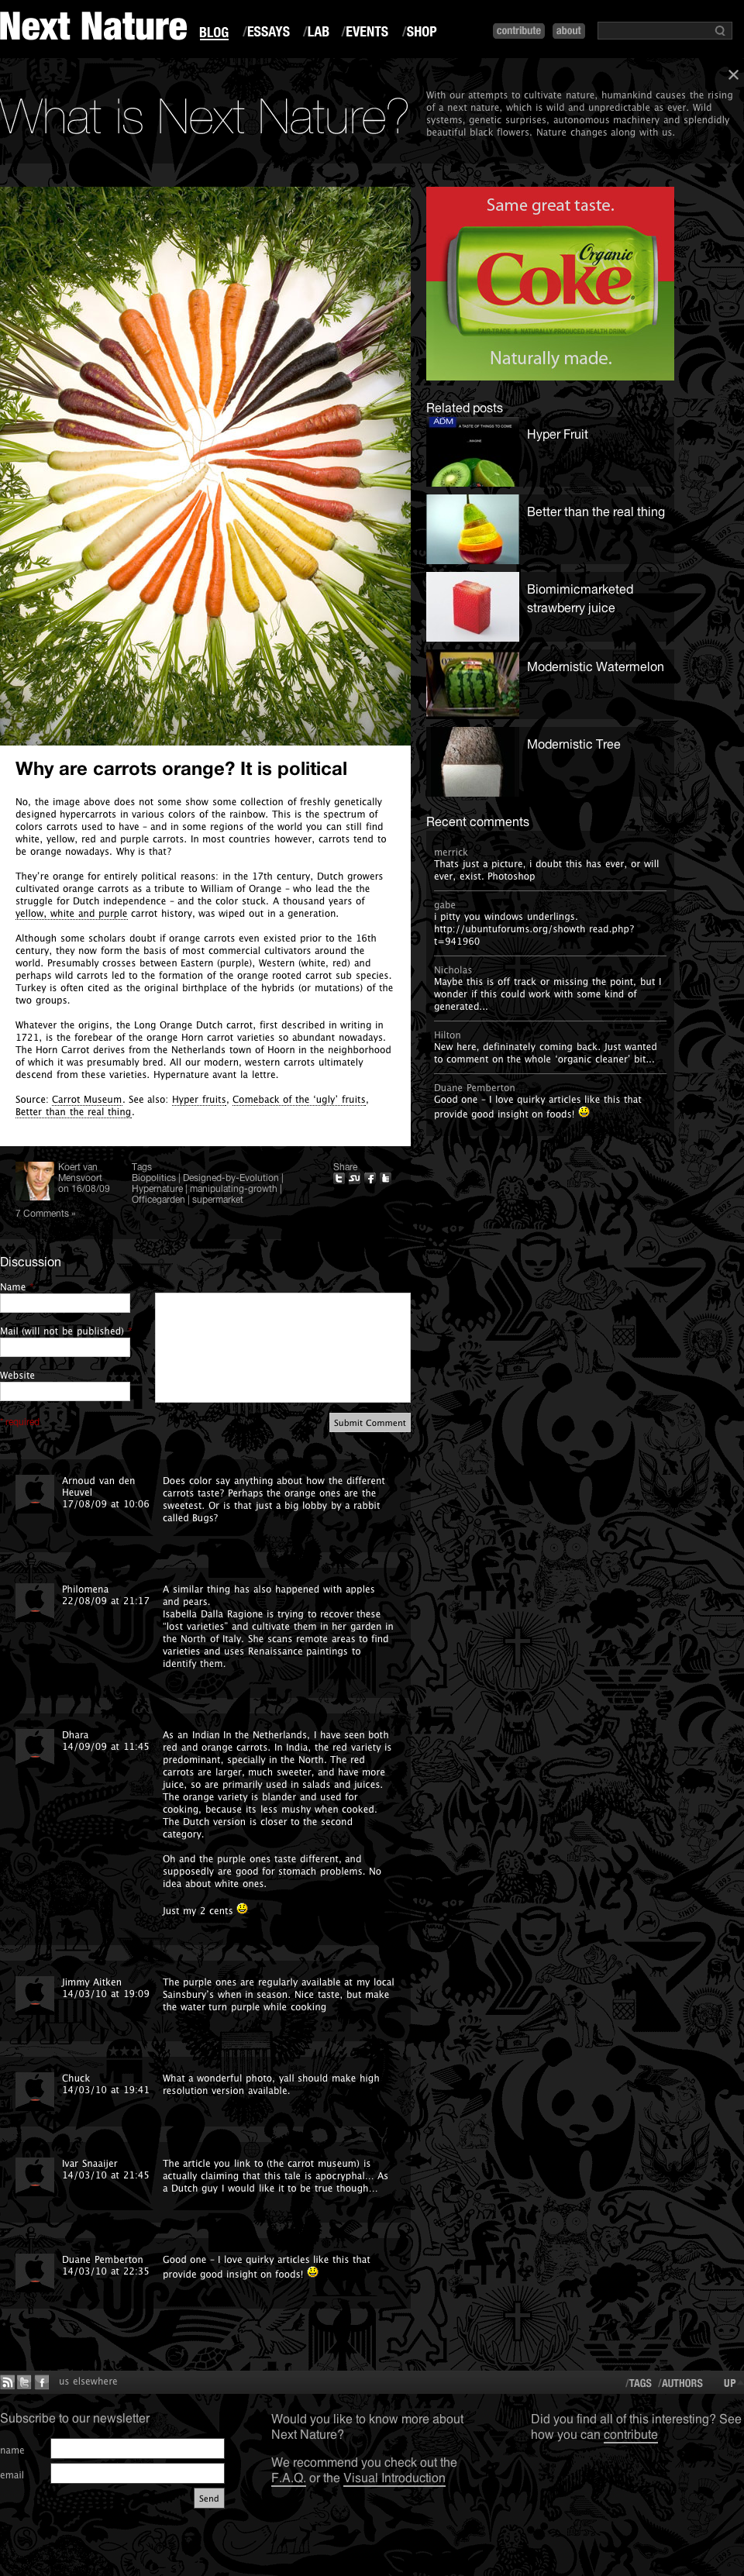 Next Nature
BLOG /ESSAYS /LAB /EVENTS /SHOP
contribute about
What is Next Nature?
With our attempts to cultivate nature, humankind causes the rising
of a next nature, which is wild and unpredictable as ever. Wild
systems, genetic surprises, autonomous machinery and splendidly
beautiful black flowers. Nature changes along with us.
Same great taste.
Organic
Coke
FAIR TRADE & NATURALLY PRODUCED HEALTH DRINK
Naturally made.
Related posts
ADM
A TASTE OF THINGS TO COME
Hyper Fruit
Better than the real thing
Biomimicmarketed
strawberry juice
Modernistic Watermelon
Modernistic Tree
Why are carrots orange? It is political
No, the image above does not some show some collection of freshly genetically
designed hypercarrots in various colors of the rainbow. This is the spectrum of
colors carrots used to have – and in some regions of the world you can still find
white, yellow, red and purple carrots. In most countries however, carrots tend to
be orange nowadays. Why is that?
They're orange for entirely political reasons: in the 17th century, Dutch growers
cultivated orange carrots as a tribute to William of Orange – who lead the the
struggle for Dutch independence – and the color stuck. A thousand years of
yellow, white and purple carrot history, was wiped out in a generation.
Although some scholars doubt if orange carrots even existed prior to the 16th
century, they now form the basis of most commercial cultivators around the
world. Presumably crosses between Eastern (purple), Western (white, red) and
perhaps wild carrots led to the formation of the orange rooted carrot sub species.
Turkey is often cited as the original birthplace of the hybrids (or mutations) of the
two groups.
Whatever the origins, the Long Orange Dutch carrot, first described in writing in
1721, is the forebear of the orange Horn carrot varieties so abundant nowadays.
The Horn Carrot derives from the Netherlands town of Hoorn in the neighborhood
of which it was presumably bred. All our modern, western carrots ultimately
descend from these varieties. Hypernature avant la lettre.
Source: Carrot Museum. See also: Hyper fruits, Comeback of the 'ugly' fruits,
Better than the real thing.
Recent comments
merrick
Thats just a picture, i doubt this has ever, or will
ever, exist. Photoshop
gabe
i pitty you windows underlings.
http://ubuntuforums.org/showth read.php?
t=941960
Nicholas
Maybe this is off track or missing the point, but I
wonder if this could work with some kind of
generated...
Hilton
New here, defininately coming back. Just wanted
to comment on the whole 'organic cleaner' bit...
Duane Pemberton
Good one – I love quirky articles like this that
provide good insight on foods!
Koert van
Mensvoort
on 16/08/09
Tags
Biopolitics | Designed-by-Evolution |
Hypernature | manipulating-growth |
Officegarden | supermarket
Share
7 Comments »
Discussion
Name
Mail (will not be published)
Website
required
Submit Comment
Arnoud van den
Heuvel
17/08/09 at 10:06
Does color say anything about how the different
carrots taste? Perhaps the orange ones are the
sweetest. Or is that just a big lobby by a rabbit
called Bugs?
Philomena
22/08/09 at 21:17
A similar thing has also happened with apples
and pears.
Isabella Dalla Ragione is trying to recover these
"lost varieties" and cultivate them in her garden in
the North of Italy. She scans remote areas to find
varieties and uses Renaissance paintings to
identify them.
Dhara
14/09/09 at 11:45
As an Indian In the Netherlands, I have seen both
red and orange carrots. In India, the red variety is
predominant, specially in the North. The red
carrots are larger, much sweeter, and have more
juice, so are primarily used in salads and juices.
The orange variety is blander and used for
cooking, because its less mushy when cooked.
The Dutch version is closer to the second
category.
Oh and the purple ones taste different, and
supposedly are good for stomach problems. No
idea about white ones.
Just my 2 cents
Jimmy Aitken
14/03/10 at 19:09
The purple ones are regularly available at my local
Sainsbury's when in season. Nice taste, but make
the water turn purple while cooking
Chuck
14/03/10 at 19:41
What a wonderful photo, yall should make high
resolution version available.
Ivar Snaaijer
14/03/10 at 21:45
The article you link to (the carrot museum) is
actually claiming that this tale is apocryphal... As
a Dutch guy I would like it to be true though...
Duane Pemberton
14/03/10 at 22:35
Good one – I love quirky articles like this that
provide good insight on foods!
us elsewhere
/TAGS /AUTHORS UP
Subscribe to our newsletter
name
email
Send
Would you like to know more about
Next Nature?
We recommend you check out the
F.A.Q. or the Visual Introduction
Did you find all of this interesting? See
how you can contribute